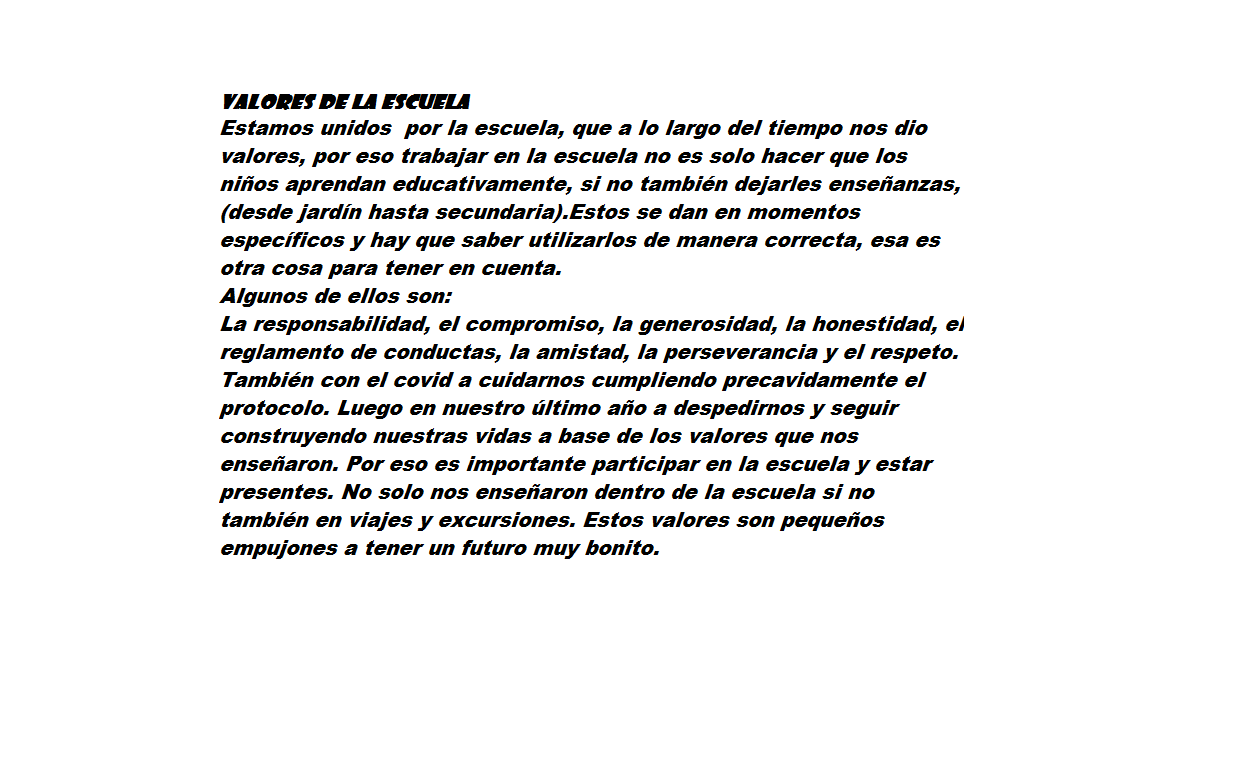 VALORES DE LA ESCUELA
Estamos unidos  por la escuela, que a lo largo del tiempo nos dio
valores, por eso trabajar en la escuela no es solo hacer que los
niños aprendan educativamente, si no también dejarles enseñanzas,
(desde jardín hasta secundaria).Estos se dan en momentos
específicos y hay que saber utilizarlos de manera correcta, esa es
otra cosa para tener en cuenta.
Algunos de ellos son:
La responsabilidad, el compromiso, la generosidad, la honestidad, el
reglamento de conductas, la amistad, la perseverancia y el respeto.
También con el covid a cuidarnos cumpliendo precavidamente el
protocolo. Luego en nuestro último año a despedirnos y seguir
construyendo nuestras vidas a base de los valores que nos
enseñaron. Por eso es importante participar en la escuela y estar
presentes. No solo nos enseñaron dentro de la escuela si no
también en viajes y excursiones. Estos valores son pequeños
empujones a tener un futuro muy bonito.